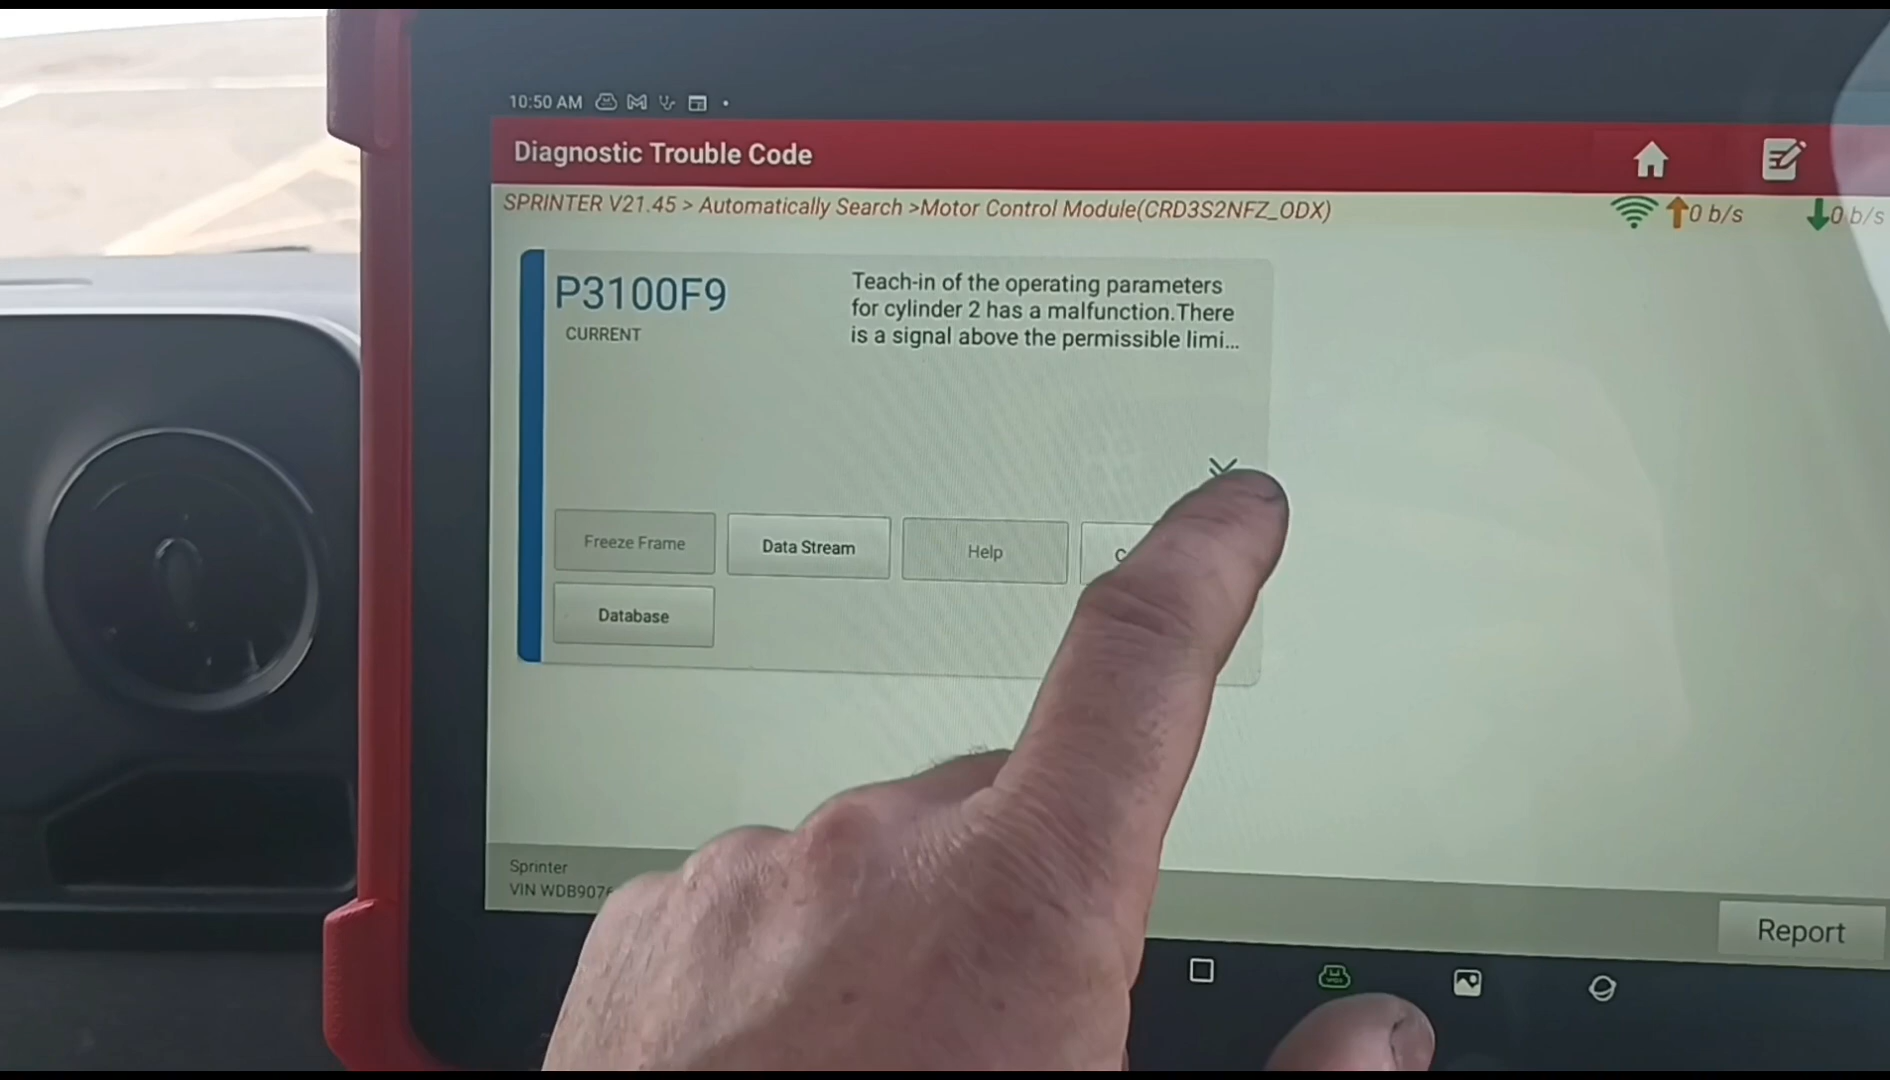 10:50 AM
Diagnostic Trouble Code
SPRINTER V21.45 > Automatically Search >Motor Control Module(CRD3S2NFZ_ODX)
0 b/s
0 b/s
P3100F9
CURRENT
Teach-in of the operating parameters
for cylinder 2 has a malfunction.There
is a signal above the permissible limi...
Freeze Frame
Data Stream
Help
Database
Sprinter
VIN WDB907
Report